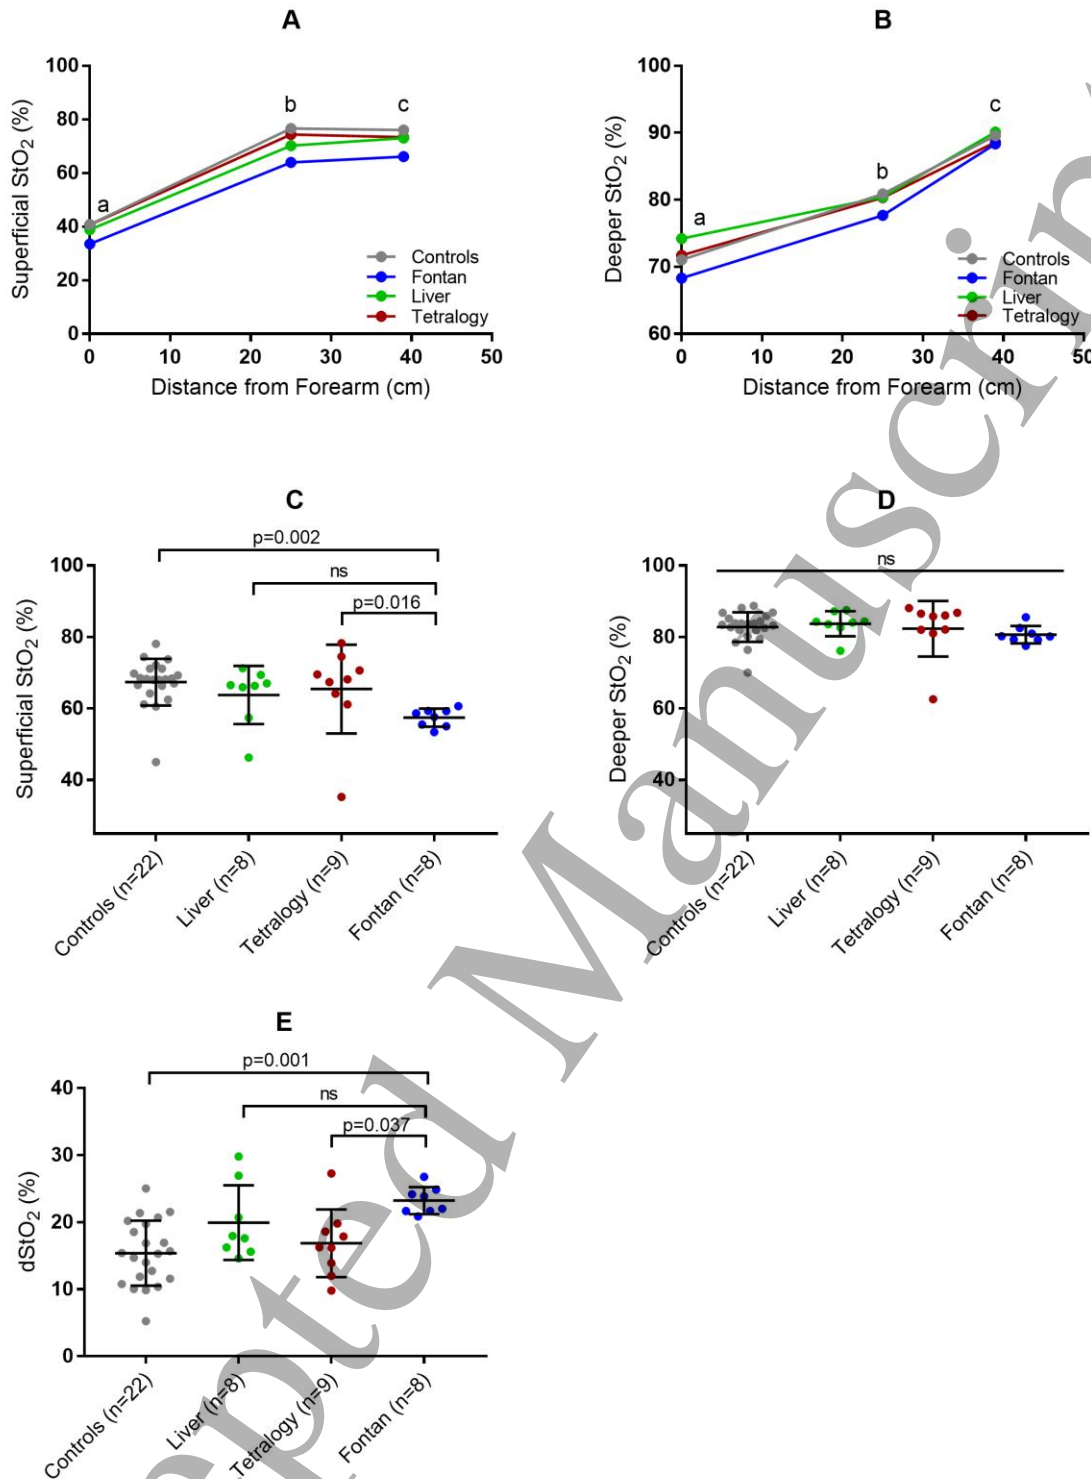 A
B
100
80
60
40
20
0
Superficial StO2 (%)
a
b
c
Controls
Fontan
Liver
Tetralogy
0 10 20 30 40 50
Distance from Forearm (cm)
100
90
80
70
60
Deeper StO2 (%)
a
b
c
Controls
Fontan
Liver
Tetralogy
0 10 20 30 40 50
Distance from Forearm (cm)
C
p=0.002
ns
p=0.016
100
80
60
40
Superficial StO2 (%)
Controls (n=22)
Liver (n=8)
Tetralogy (n=9)
Fontan (n=8)
D
ns
100
80
60
40
Deeper StO2 (%)
Controls (n=22)
Liver (n=8)
Tetralogy (n=9)
Fontan (n=8)
E
p=0.001
ns
p=0.037
40
30
20
10
0
dStO2 (%)
Controls (n=22)
Liver (n=8)
Tetralogy (n=9)
Fontan (n=8)
epted Manuscrip